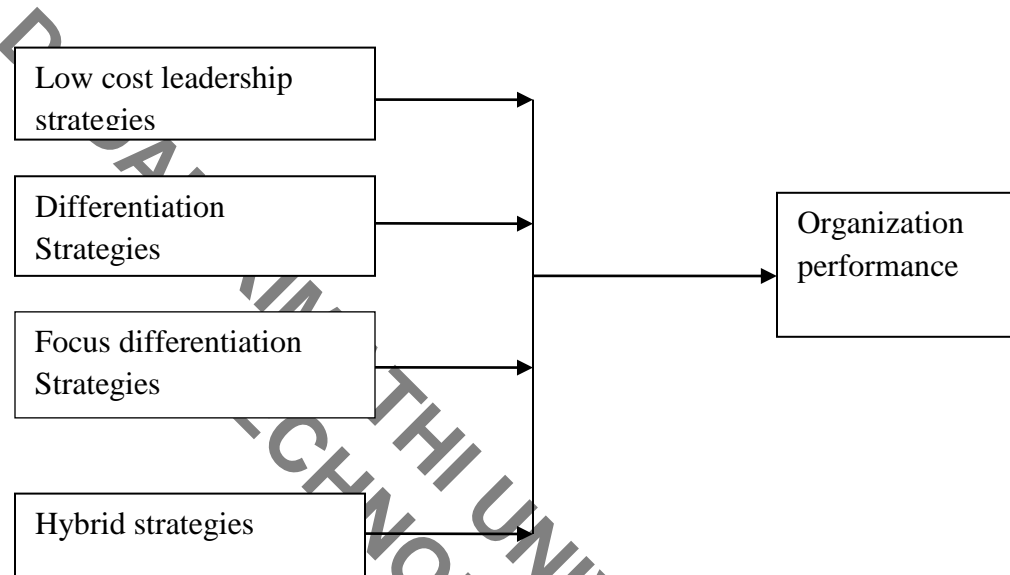 Low cost leadership
strategies
Differentiation
Strategies
Focus differentiation
Strategies
Hybrid strategies
Organization
performance